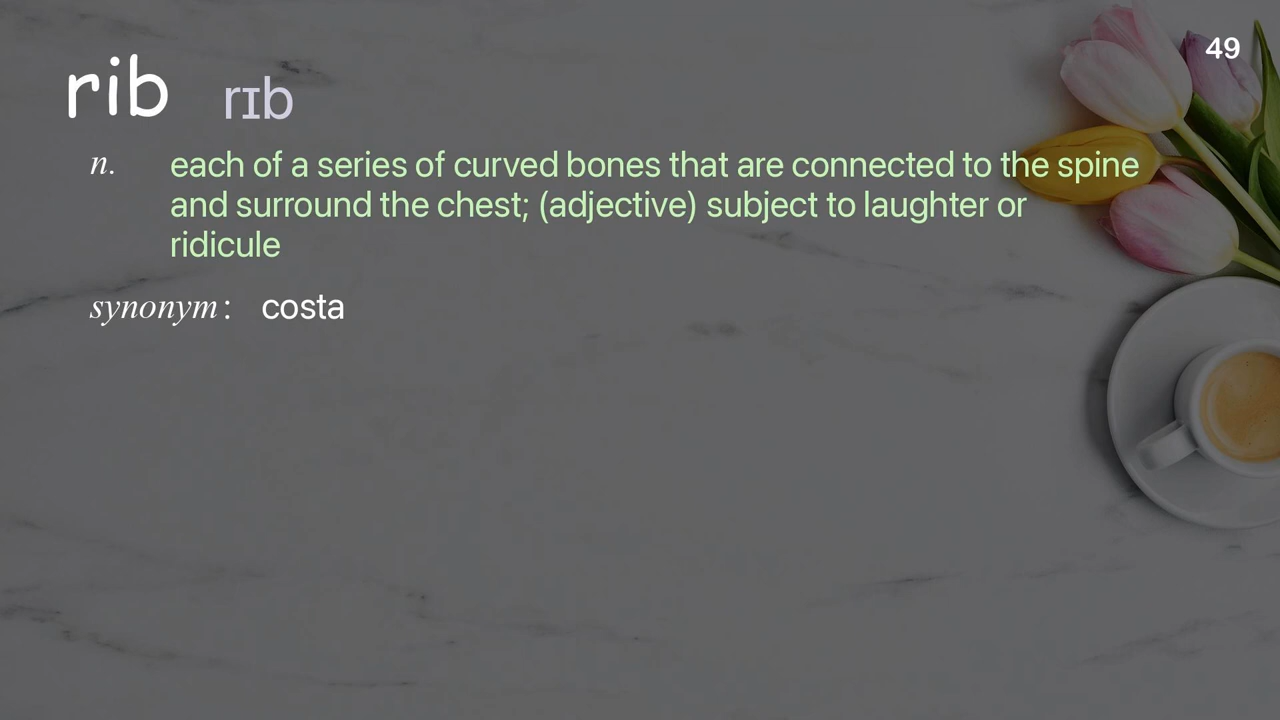 49
rib rɪb
n. each of a series of curved bones that are connected to the spine
and surround the chest; (adjective) subject to laughter or
ridicule
synonym : costa